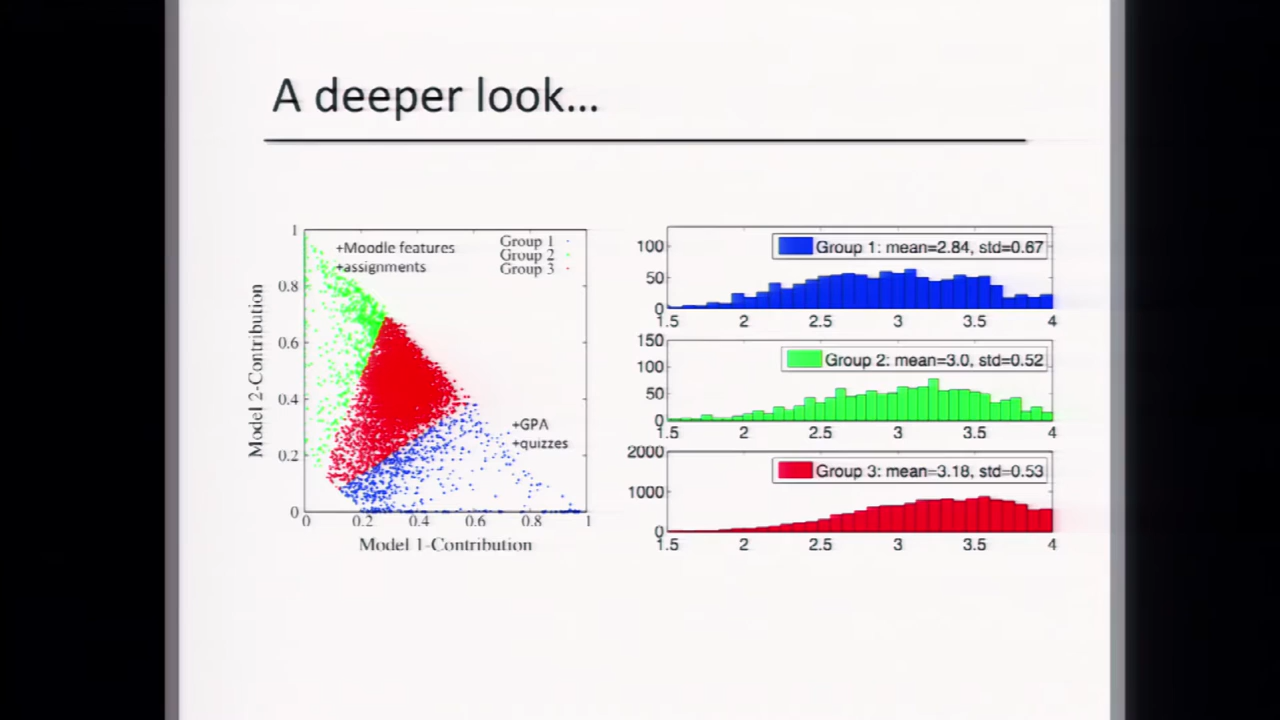 A deeper look...
1
0.8
0.6
0.4
0.2
0
0 0.2 0.4 0.6 0.8 1
Model 2-Contribution
Model 1-Contribution
+Moodle features
+assignments
Group 1
Group 2
Group 3
+GPA
+quizzes
100
50
0
Group 1: mean=2.84, std=0.67
1.5 2 2.5 3 3.5 4
150
100
50
0
Group 2: mean=3.0, std=0.52
1.5 2 2.5 3 3.5 4
2000
1000
0
Group 3: mean=3.18, std=0.53
1.5 2 2.5 3 3.5 4